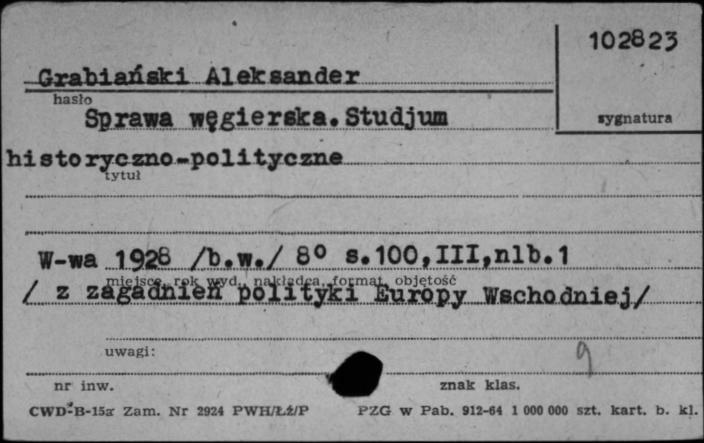 102823
Grabiański Aleksander
hasło
sygnatura
Sprawa węgierska. Studjum
historyczno-polityczne
tytuł
W-wa 1928 /b.w./ 8° s.100,III,nlb.1
miejsce, rok wyd., nakładca, format, objętość
/ z zagadnień polityki Europy Wschodniej/
uwagi:
9
nr inw.
znak klas.
CWD-B-15a Zam. Nr 2924 PWH/Łź/P PZG w Pab. 912-64 1 000 000 szt. kart. b. kl.